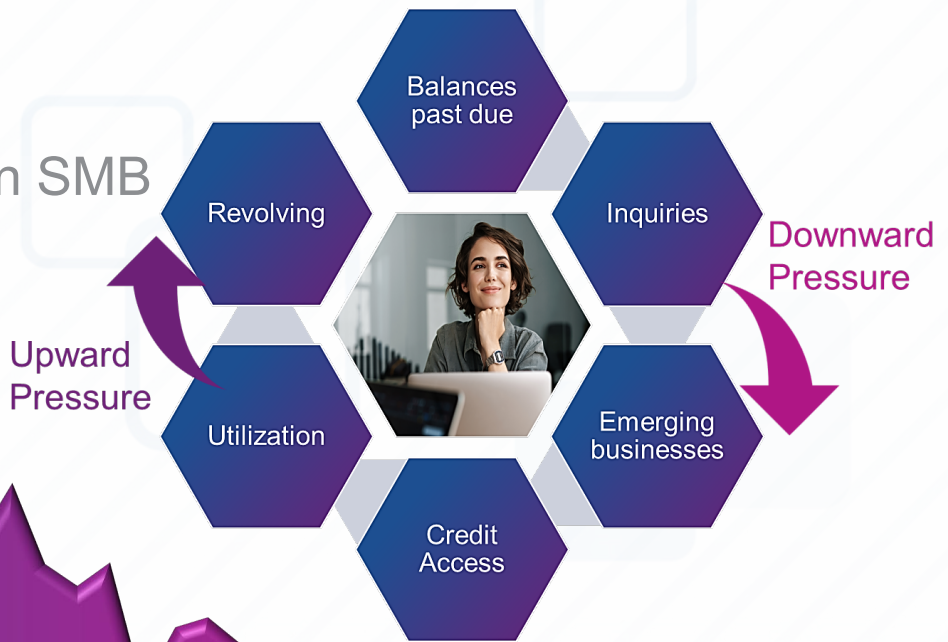 Balances
past due
n SMB
Revolving
Inquiries
Downward
Pressure
Upward
Pressure
Utilization
Emerging
businesses
Credit
Access